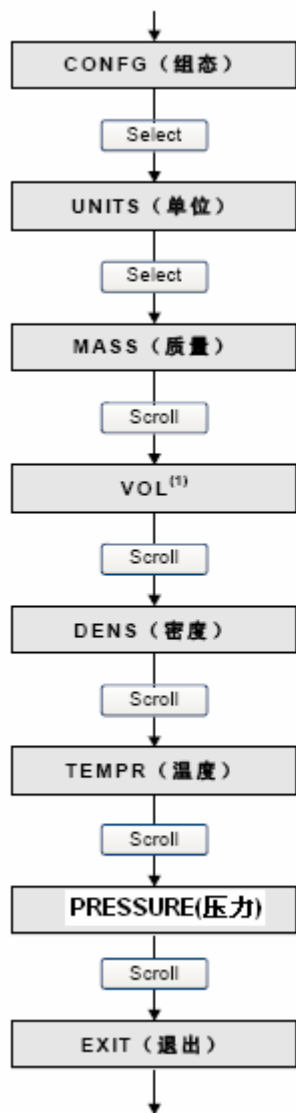 CONFG（组态）
Select
UNITS（单位）
Select
MASS（质量）
Scroll
VOL(1)
Scroll
DENS（密度）
Scroll
TEMPR（温度）
Scroll
PRESSURE(压力)
Scroll
EXIT（退出）